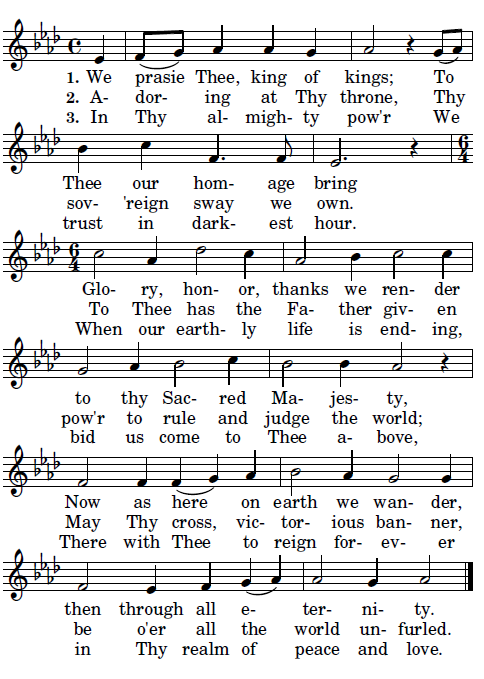 1. We prasie Thee, king of kings; To
2. A- dor- ing at Thy throne, Thy
3. In Thy al- migh- ty pow'r We
Thee our hom- age bring
sov- 'reign sway we own.
trust in dark- est hour.
6/4
6/4
Glo- ry, hon- or, thanks we ren- der
To Thee has the Fa- ther giv- en
When our earth- ly life is end- ing,
to thy Sac- red Ma- jes- ty,
pow'r to rule and judge the world;
bid us come to Thee a- bove,
Now as here on earth we wan- der,
May Thy cross, vic- tor- ious ban- ner,
There with Thee to reign for- ev- er
then through all e- ter- ni- ty.
be o'er all the world un- furled.
in Thy realm of peace and love.